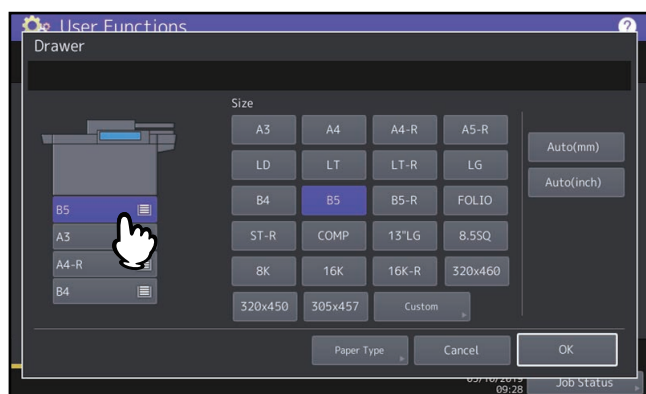 User Functions ?
Drawer
Size
A3 A4 A4-R A5-R
Auto(mm)
LD LT LT-R LG
Auto(inch)
B4 B5 B5-R FOLIO
B5
ST-R COMP 13"LG 8.5SQ
A3
8K 16K 16K-R 320x460
A4-R
B4
320x450 305x457 Custom
Paper Type Cancel OK
09:28 Job Status